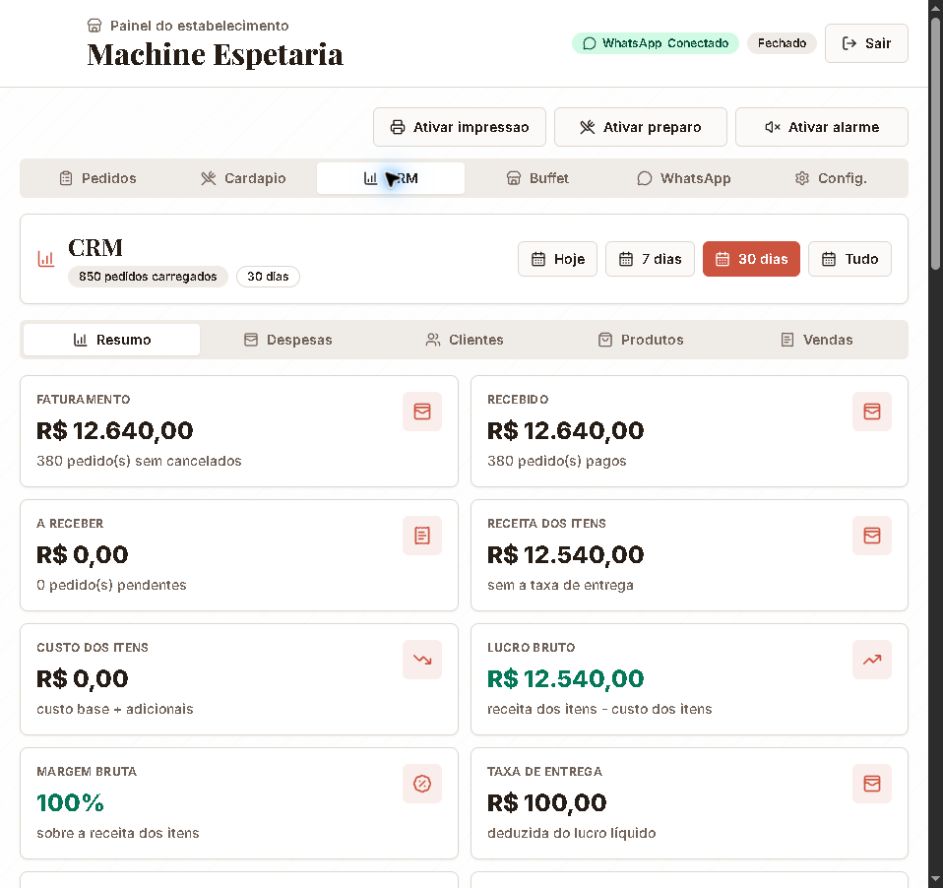 Painel do estabelecimento
Machine Espetaria
WhatsApp Conectado
Fechado
Sair
Ativar impressao
Ativar preparo
Ativar alarme
Pedidos
Cardapio
RM
Buffet
WhatsApp
Config.
CRM
850 pedidos carregados
30 dias
Hoje
7 dias
30 dias
Tudo
Resumo
Despesas
Clientes
Produtos
Vendas
FATURAMENTO
R$ 12.640,00
380 pedido(s) sem cancelados
RECEBIDO
R$ 12.640,00
380 pedido(s) pagos
A RECEBER
R$ 0,00
0 pedido(s) pendentes
RECEITA DOS ITENS
R$ 12.540,00
sem a taxa de entrega
CUSTO DOS ITENS
R$ 0,00
custo base + adicionais
LUCRO BRUTO
R$ 12.540,00
receita dos itens - custo dos itens
MARGEM BRUTA
100%
sobre a receita dos itens
TAXA DE ENTREGA
R$ 100,00
deduzida do lucro líquido